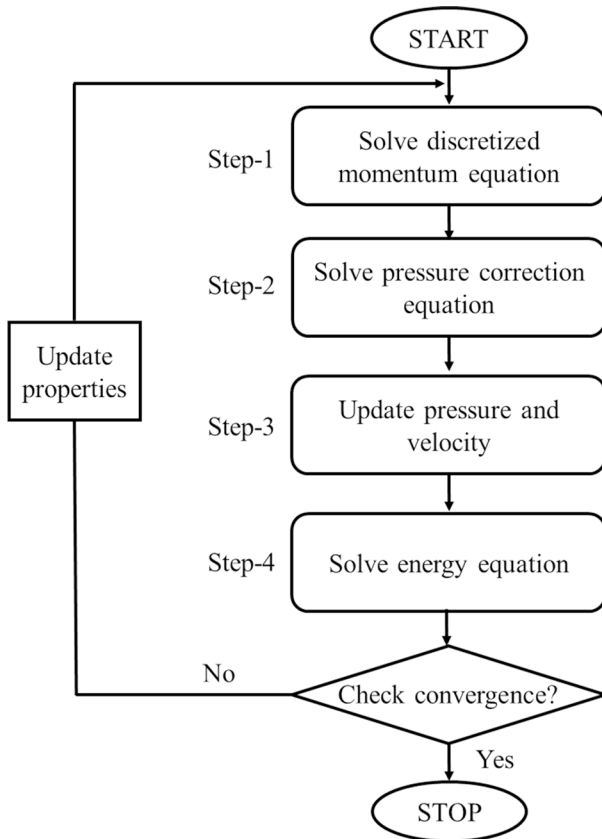 START
Step-1
Solve discretized
momentum equation
Step-2
Solve pressure correction
equation
Update
properties
Step-3
Update pressure and
velocity
Step-4
Solve energy equation
No
Check convergence?
Yes
STOP